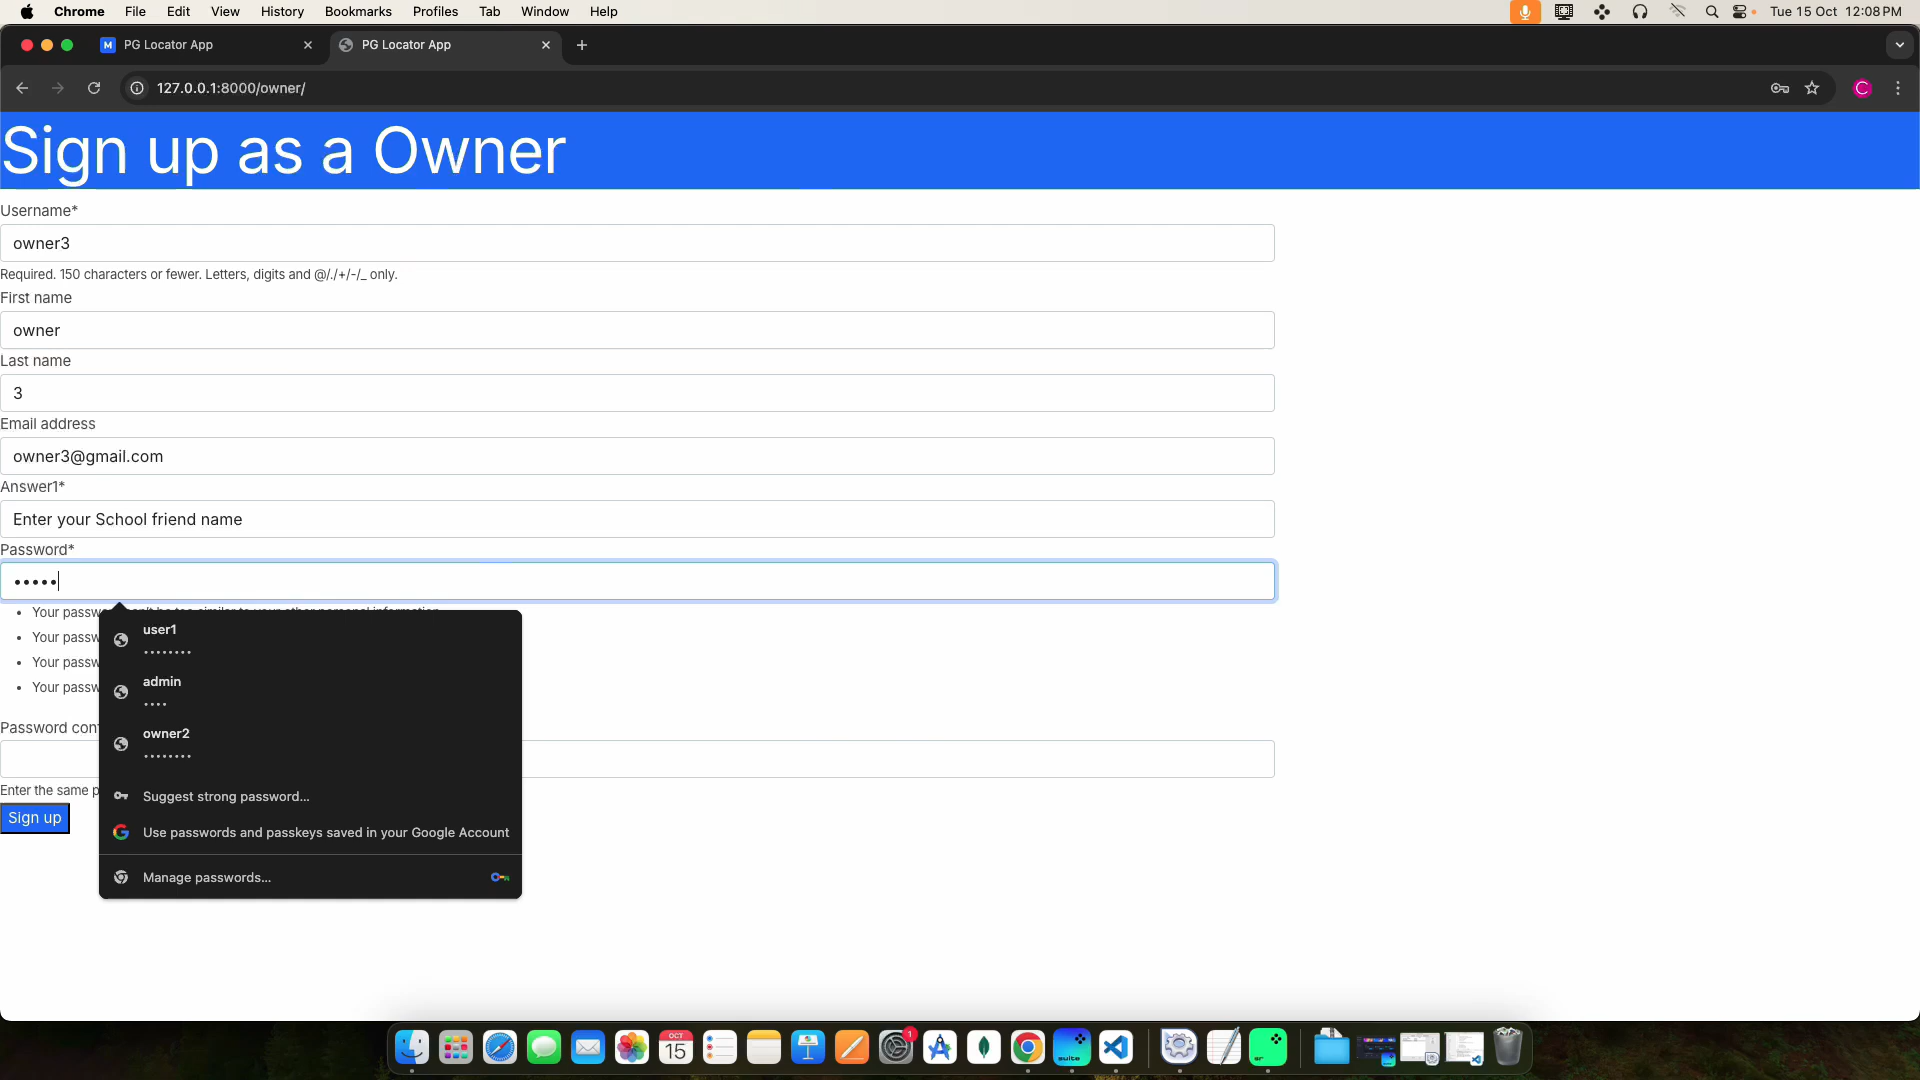 Chrome File Edit View History Bookmarks Profiles Tab Window Help Tue 15 Oct 12:08 PM
M PG Locator App PG Locator App
127.0.0.1:8000/owner/ C
Sign up as a Owner
Username*
owner3
Required. 150 characters or fewer. Letters, digits and @/./+/-/_ only.
First name
owner
Last name
3
Email address
owner3@gmail.com
Answer1*
Enter your School friend name
Password*
•••••
Your passw
Your passw
Your passw
Your passw
user1
••••••••
admin
••••
owner2
••••••••
Suggest strong password...
Use passwords and passkeys saved in your Google Account
Manage passwords...
Password con
Enter the same p
Sign up
OCT
15
1
suite